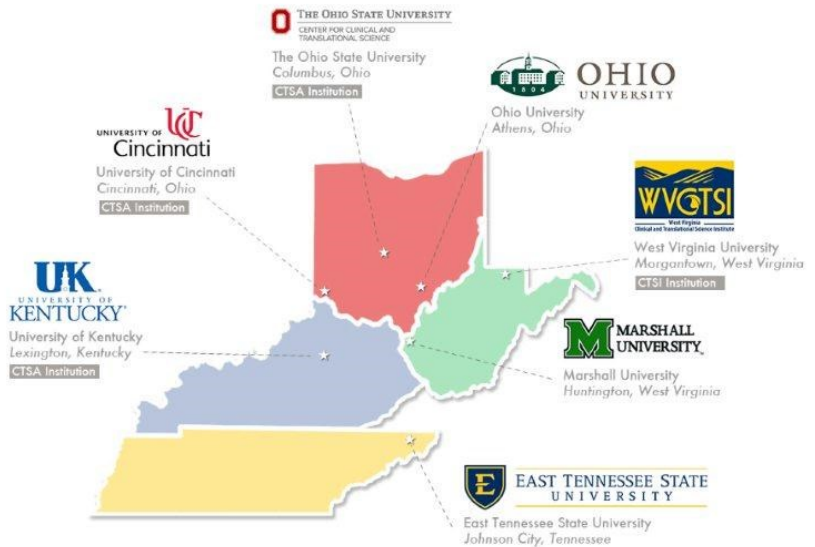 THE OHIO STATE UNIVERSITY
CENTER FOR CLINICAL AND
TRANSLATIONAL SCIENCE
The Ohio State University
Columbus, Ohio
CTSA Institution
1804
OHIO
UNIVERSITY
Ohio University
Athens, Ohio
UC
UNIVERSITY OF
Cincinnati
University of Cincinnati
Cincinnati, Ohio
CTSA Institution
WVCTSI
West Virginia
Clinical and Translational Science Institute
West Virginia University
Morgantown, West Virginia
CTSI Institution
UK
UNIVERSITY OF
KENTUCKY
University of Kentucky
Lexington, Kentucky
CTSA Institution
M
MARSHALL
UNIVERSITY
Marshall University
Huntington, West Virginia
E
EAST TENNESSEE STATE
UNIVERSITY
East Tennessee State University
Johnson City, Tennessee